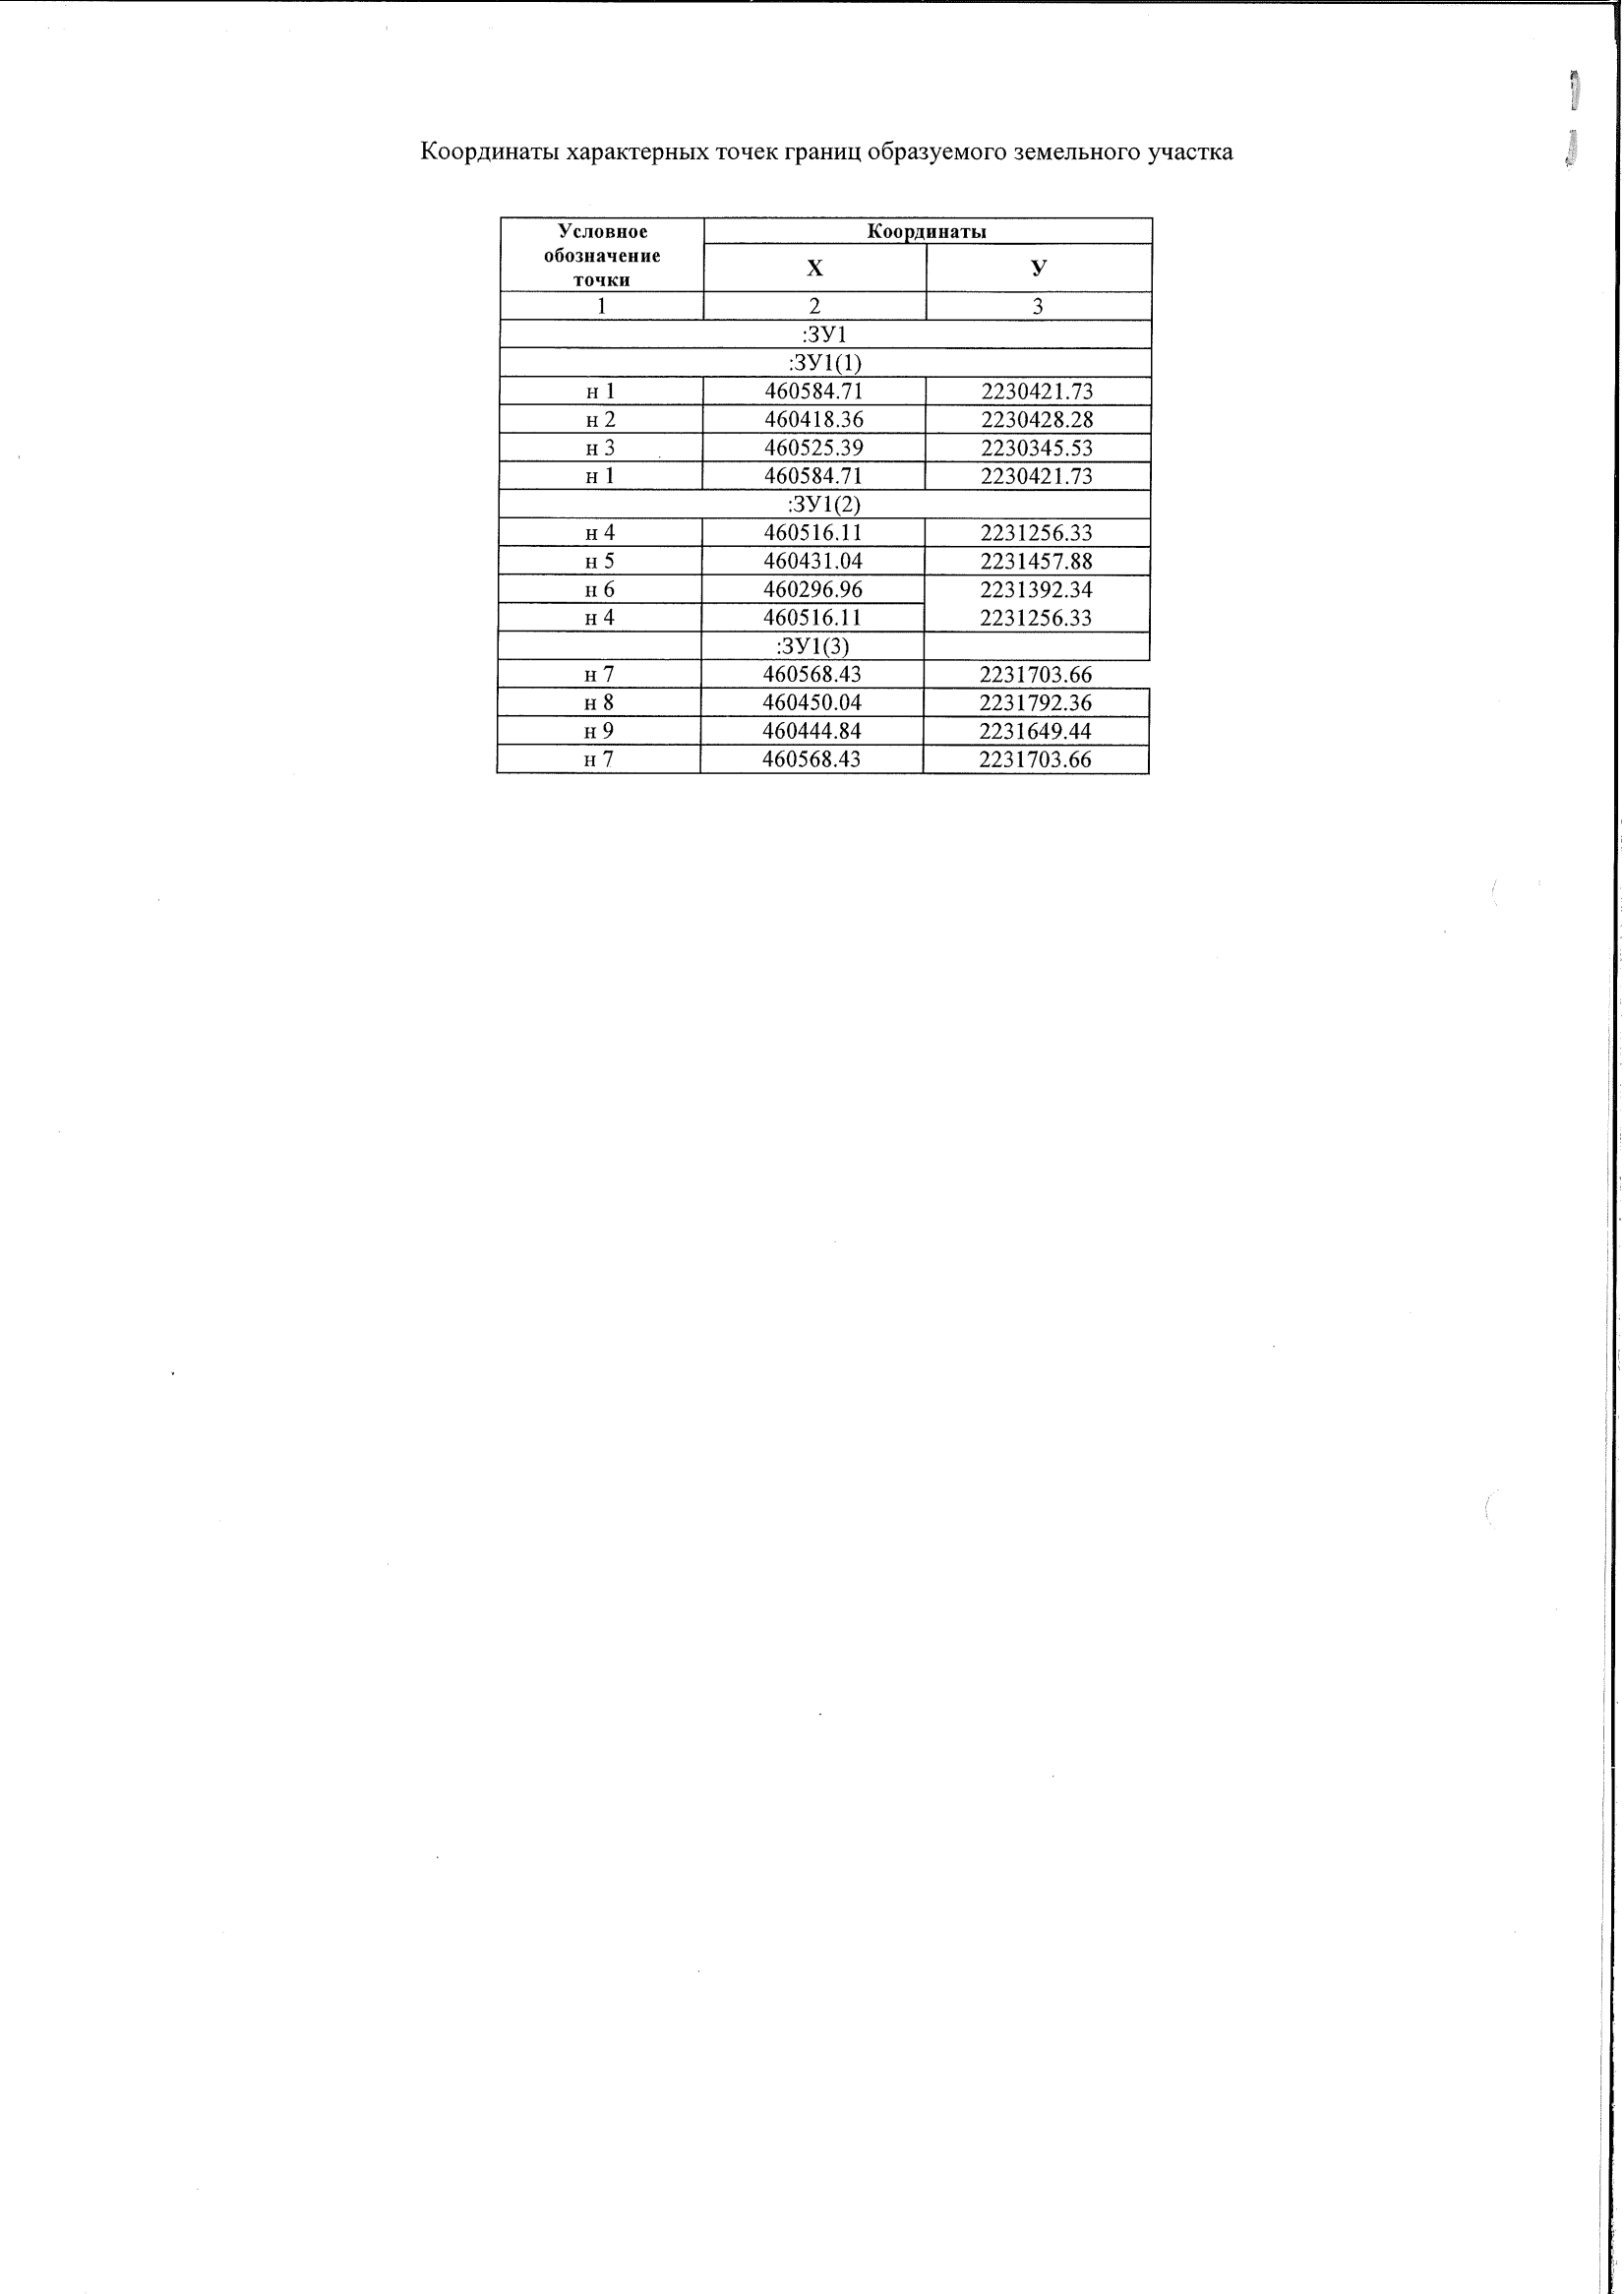 Координаты характерных точек границ образуемого земельного участка
Условное обозначение точки Координаты
Х У
1 2 3
:ЗУ1
:ЗУ1(1)
н 1 460584.71 2230421.73
н 2 460418.36 2230428.28
н 3 460525.39 2230345.53
н 1 460584.71 2230421.73
:ЗУ1(2)
н 4 460516.11 2231256.33
н 5 460431.04 2231457.88
н 6 460296.96 2231392.34
н 4 460516.11 2231256.33
:ЗУ1(3)
н 7 460568.43 2231703.66
н 8 460450.04 2231792.36
н 9 460444.84 2231649.44
н 7 460568.43 2231703.66